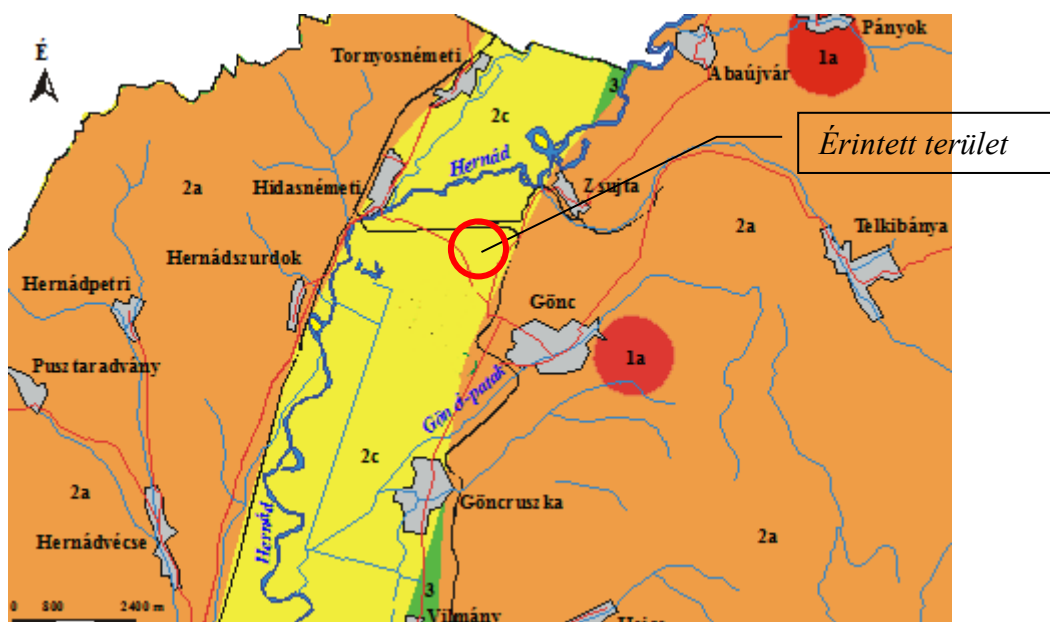 Pányok
É
Tornyosnémeti
1a
Abaújvár
3
2c
Érintett terület
Hernád
2a
Hidasnémeti
Zsujta
2a
Telkibánya
Hernádszurdok
Hernádpetri
Gönc
Pusztaradvány
1a
Gönci-patak
2c
2a
Göncruszka
Hernád
Hernádvécse
2a
3
0 800 2400 m
Vilmány